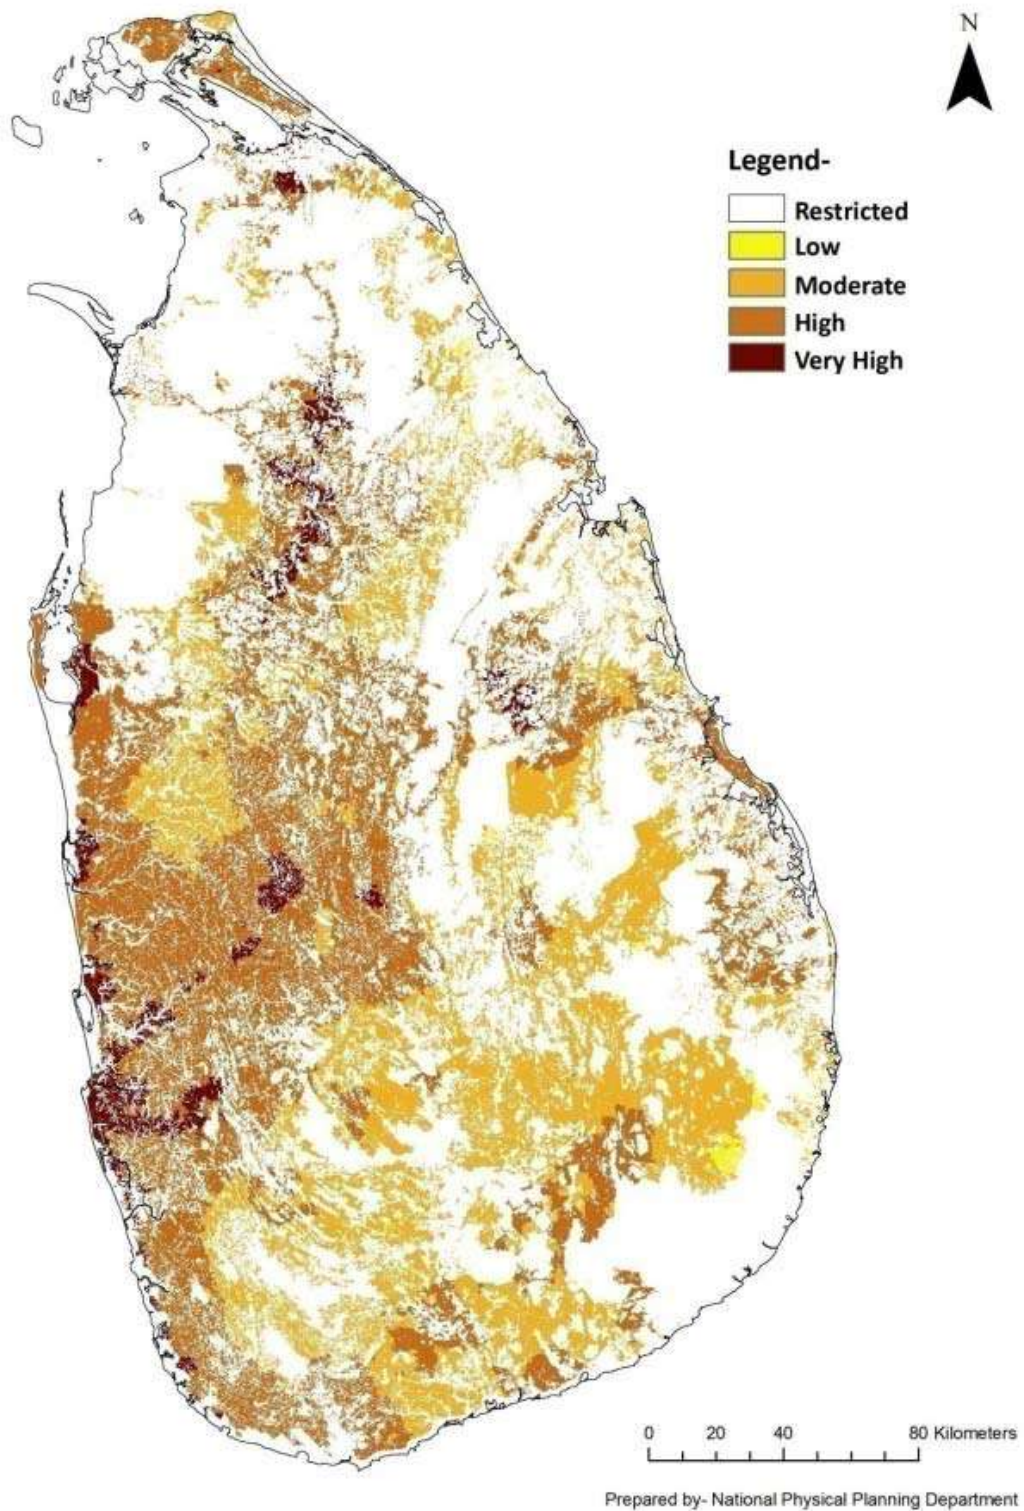 N
Legend-
Restricted
Low
Moderate
High
Very High
0 20 40 80 Kilometers
Prepared by- National Physical Planning Department